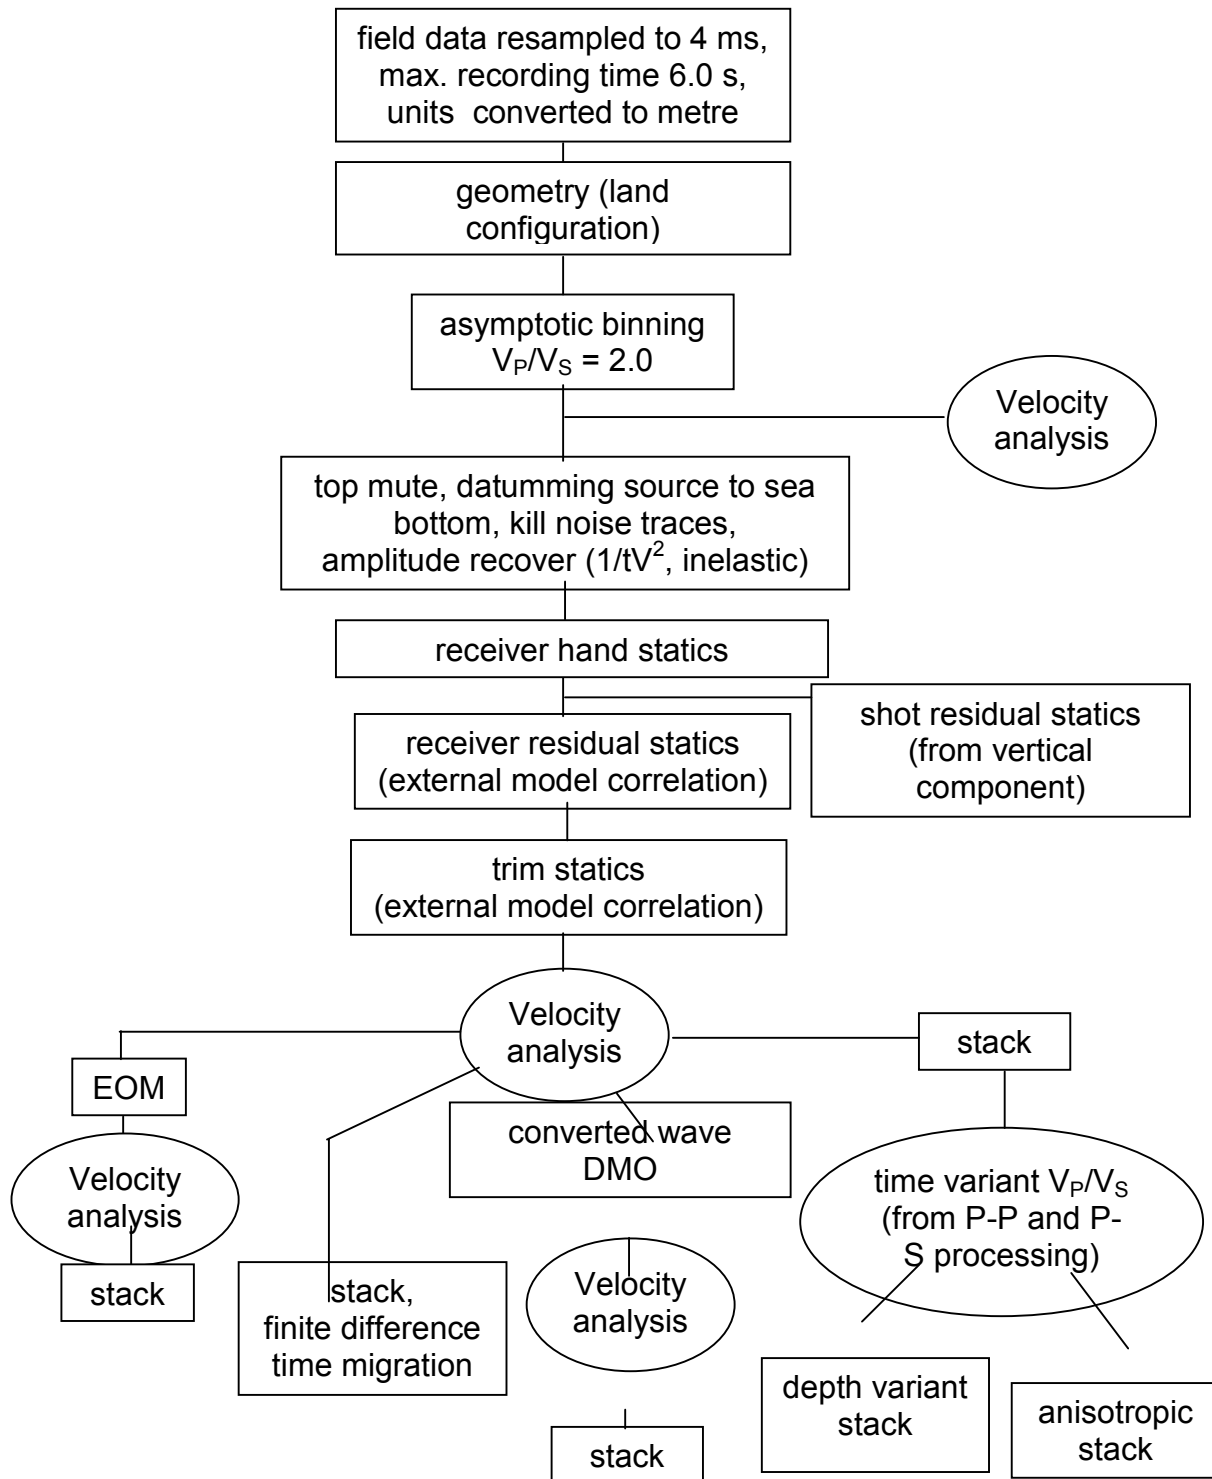 field data resampled to 4 ms,
max. recording time 6.0 s,
units converted to metre
geometry (land
configuration)
asymptotic binning
VP/VS = 2.0
Velocity
analysis
top mute, datumming source to sea
bottom, kill noise traces,
amplitude recover (1/tV², inelastic)
receiver hand statics
shot residual statics
(from vertical
component)
receiver residual statics
(external model correlation)
trim statics
(external model correlation)
Velocity
analysis
stack
EOM
converted wave
DMO
Velocity
analysis
time variant VP/VS
(from P-P and P-
S processing)
stack
stack,
finite difference
time migration
Velocity
analysis
depth variant
stack
anisotropic
stack
stack